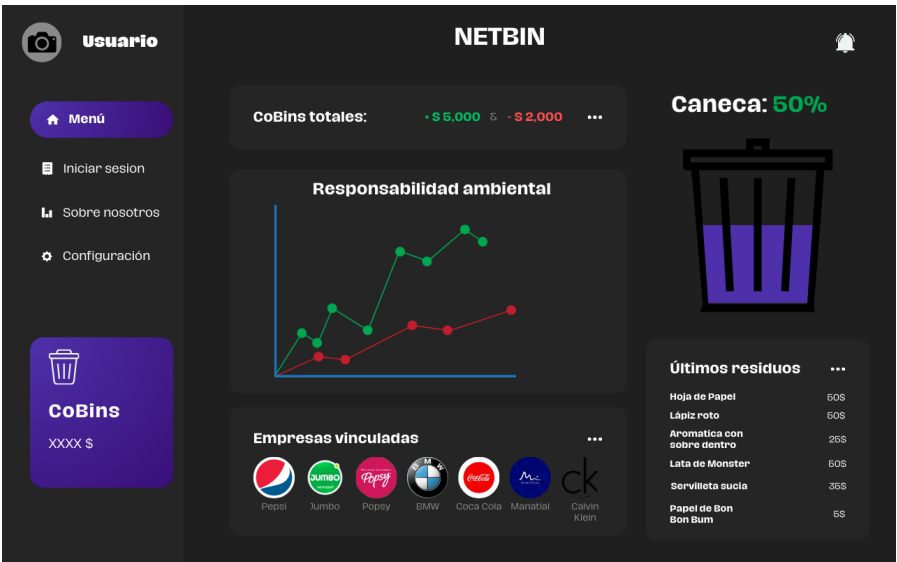 Usuario
NETBIN
Menú
Iniciar sesion
Sobre nosotros
Configuración
CoBins
XXXX $
CoBins totales:
+ $ 5,000 & - $ 2,000
Responsabilidad ambiental
Empresas vinculadas
BMW
JUMBO
Popsy
Coca Cola
ck
Pepsi
Jumbo
Popsy
BMW
Coca Cola
Manatial
Calvin
Klein
Caneca: 50%
Últimos residuos
Hoja de Papel 50$
Lápiz roto 50$
Aromatica con
sobre dentro 25$
Lata de Monster 50$
Servilleta sucia 35$
Papel de Bon
Bon Bum 5$